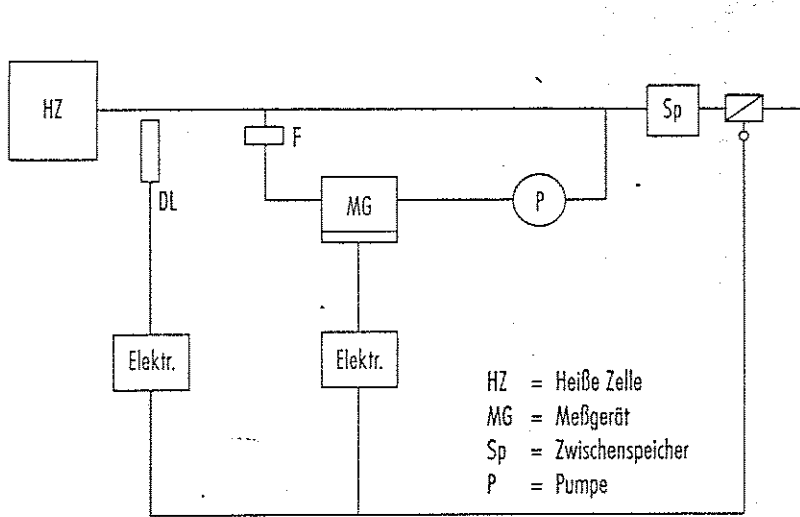 HZ
Sp
F
DL
MG
P
Elektr.
Elektr.
HZ = Heiße Zelle
MG = Meßgerät
Sp = Zwischenspeicher
P = Pumpe